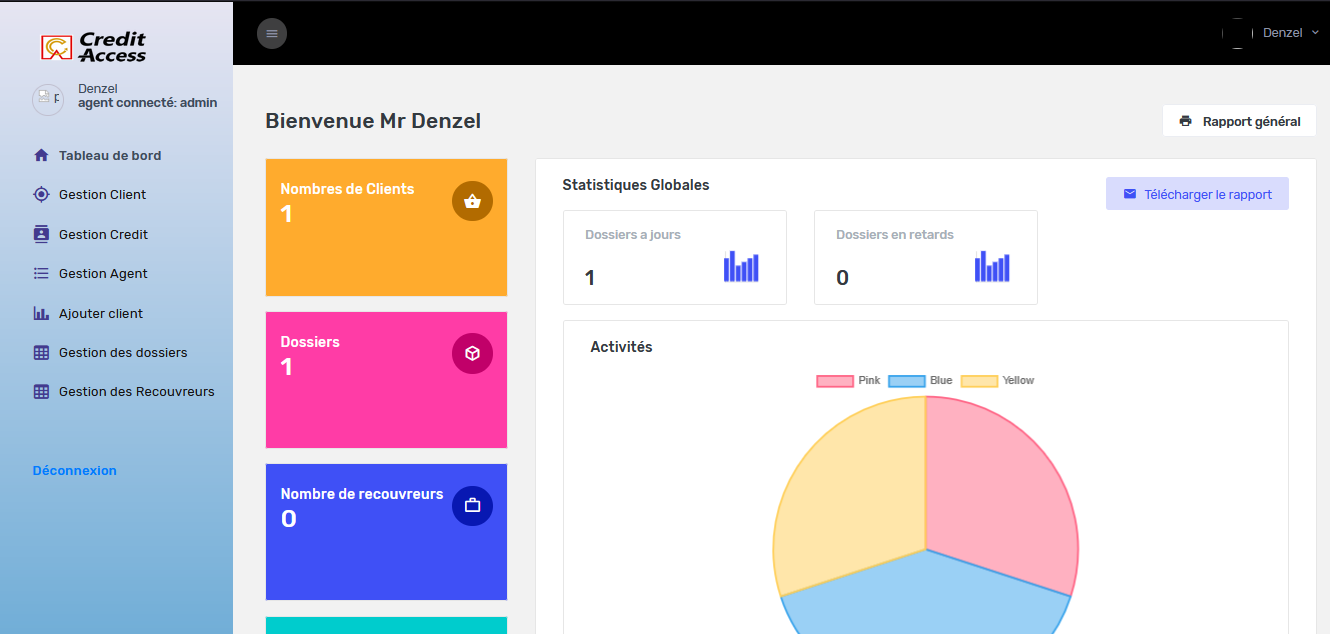 Credit
Access
Denzel
agent connecté: admin
Tableau de bord
Gestion Client
Gestion Credit
Gestion Agent
Ajouter client
Gestion des dossiers
Gestion des Recouvreurs
Déconnexion
Denzel
Bienvenue Mr Denzel
Rapport général
Nombres de Clients
1
Dossiers
1
Nombre de recouvreurs
0
Statistiques Globales
Télécharger le rapport
Dossiers a jours
1
Dossiers en retards
0
Activités
Pink Blue Yellow